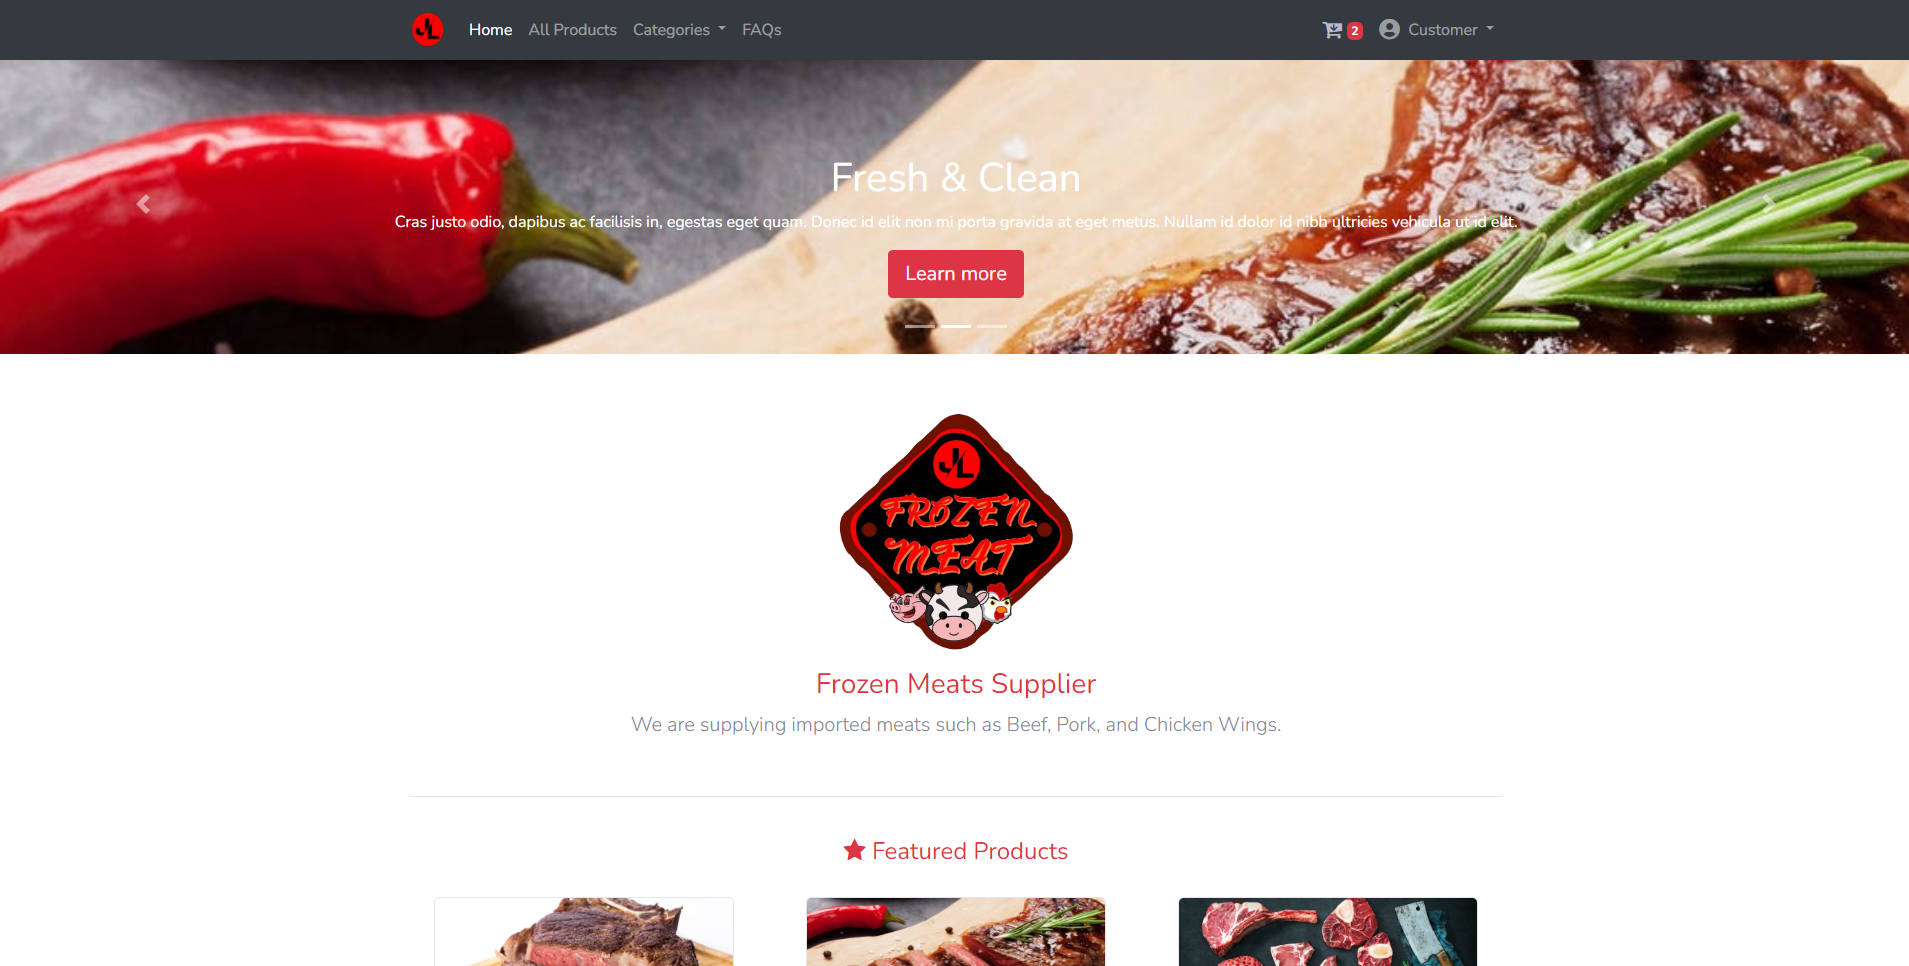 JL Home All Products Categories FAQs 2 Customer
Fresh & Clean
Cras justo odio, dapibus ac facilisis in, egestas eget quam. Donec id elit non mi porta gravida at eget metus. Nullam id dolor id nibh ultricies vehicula ut id elit.
Learn more
JL
FROZEN
MEAT
Frozen Meats Supplier
We are supplying imported meats such as Beef, Pork, and Chicken Wings.
Featured Products